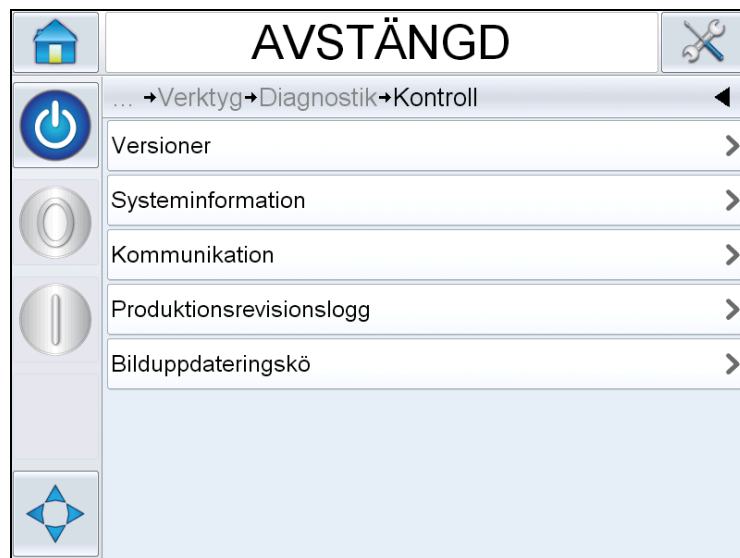 AVSTÄNGD
... →Verktyg→Diagnostik→Kontroll
Versioner
Systeminformation
Kommunikation
Produktionsrevisionslogg
Bilduppdateringskö